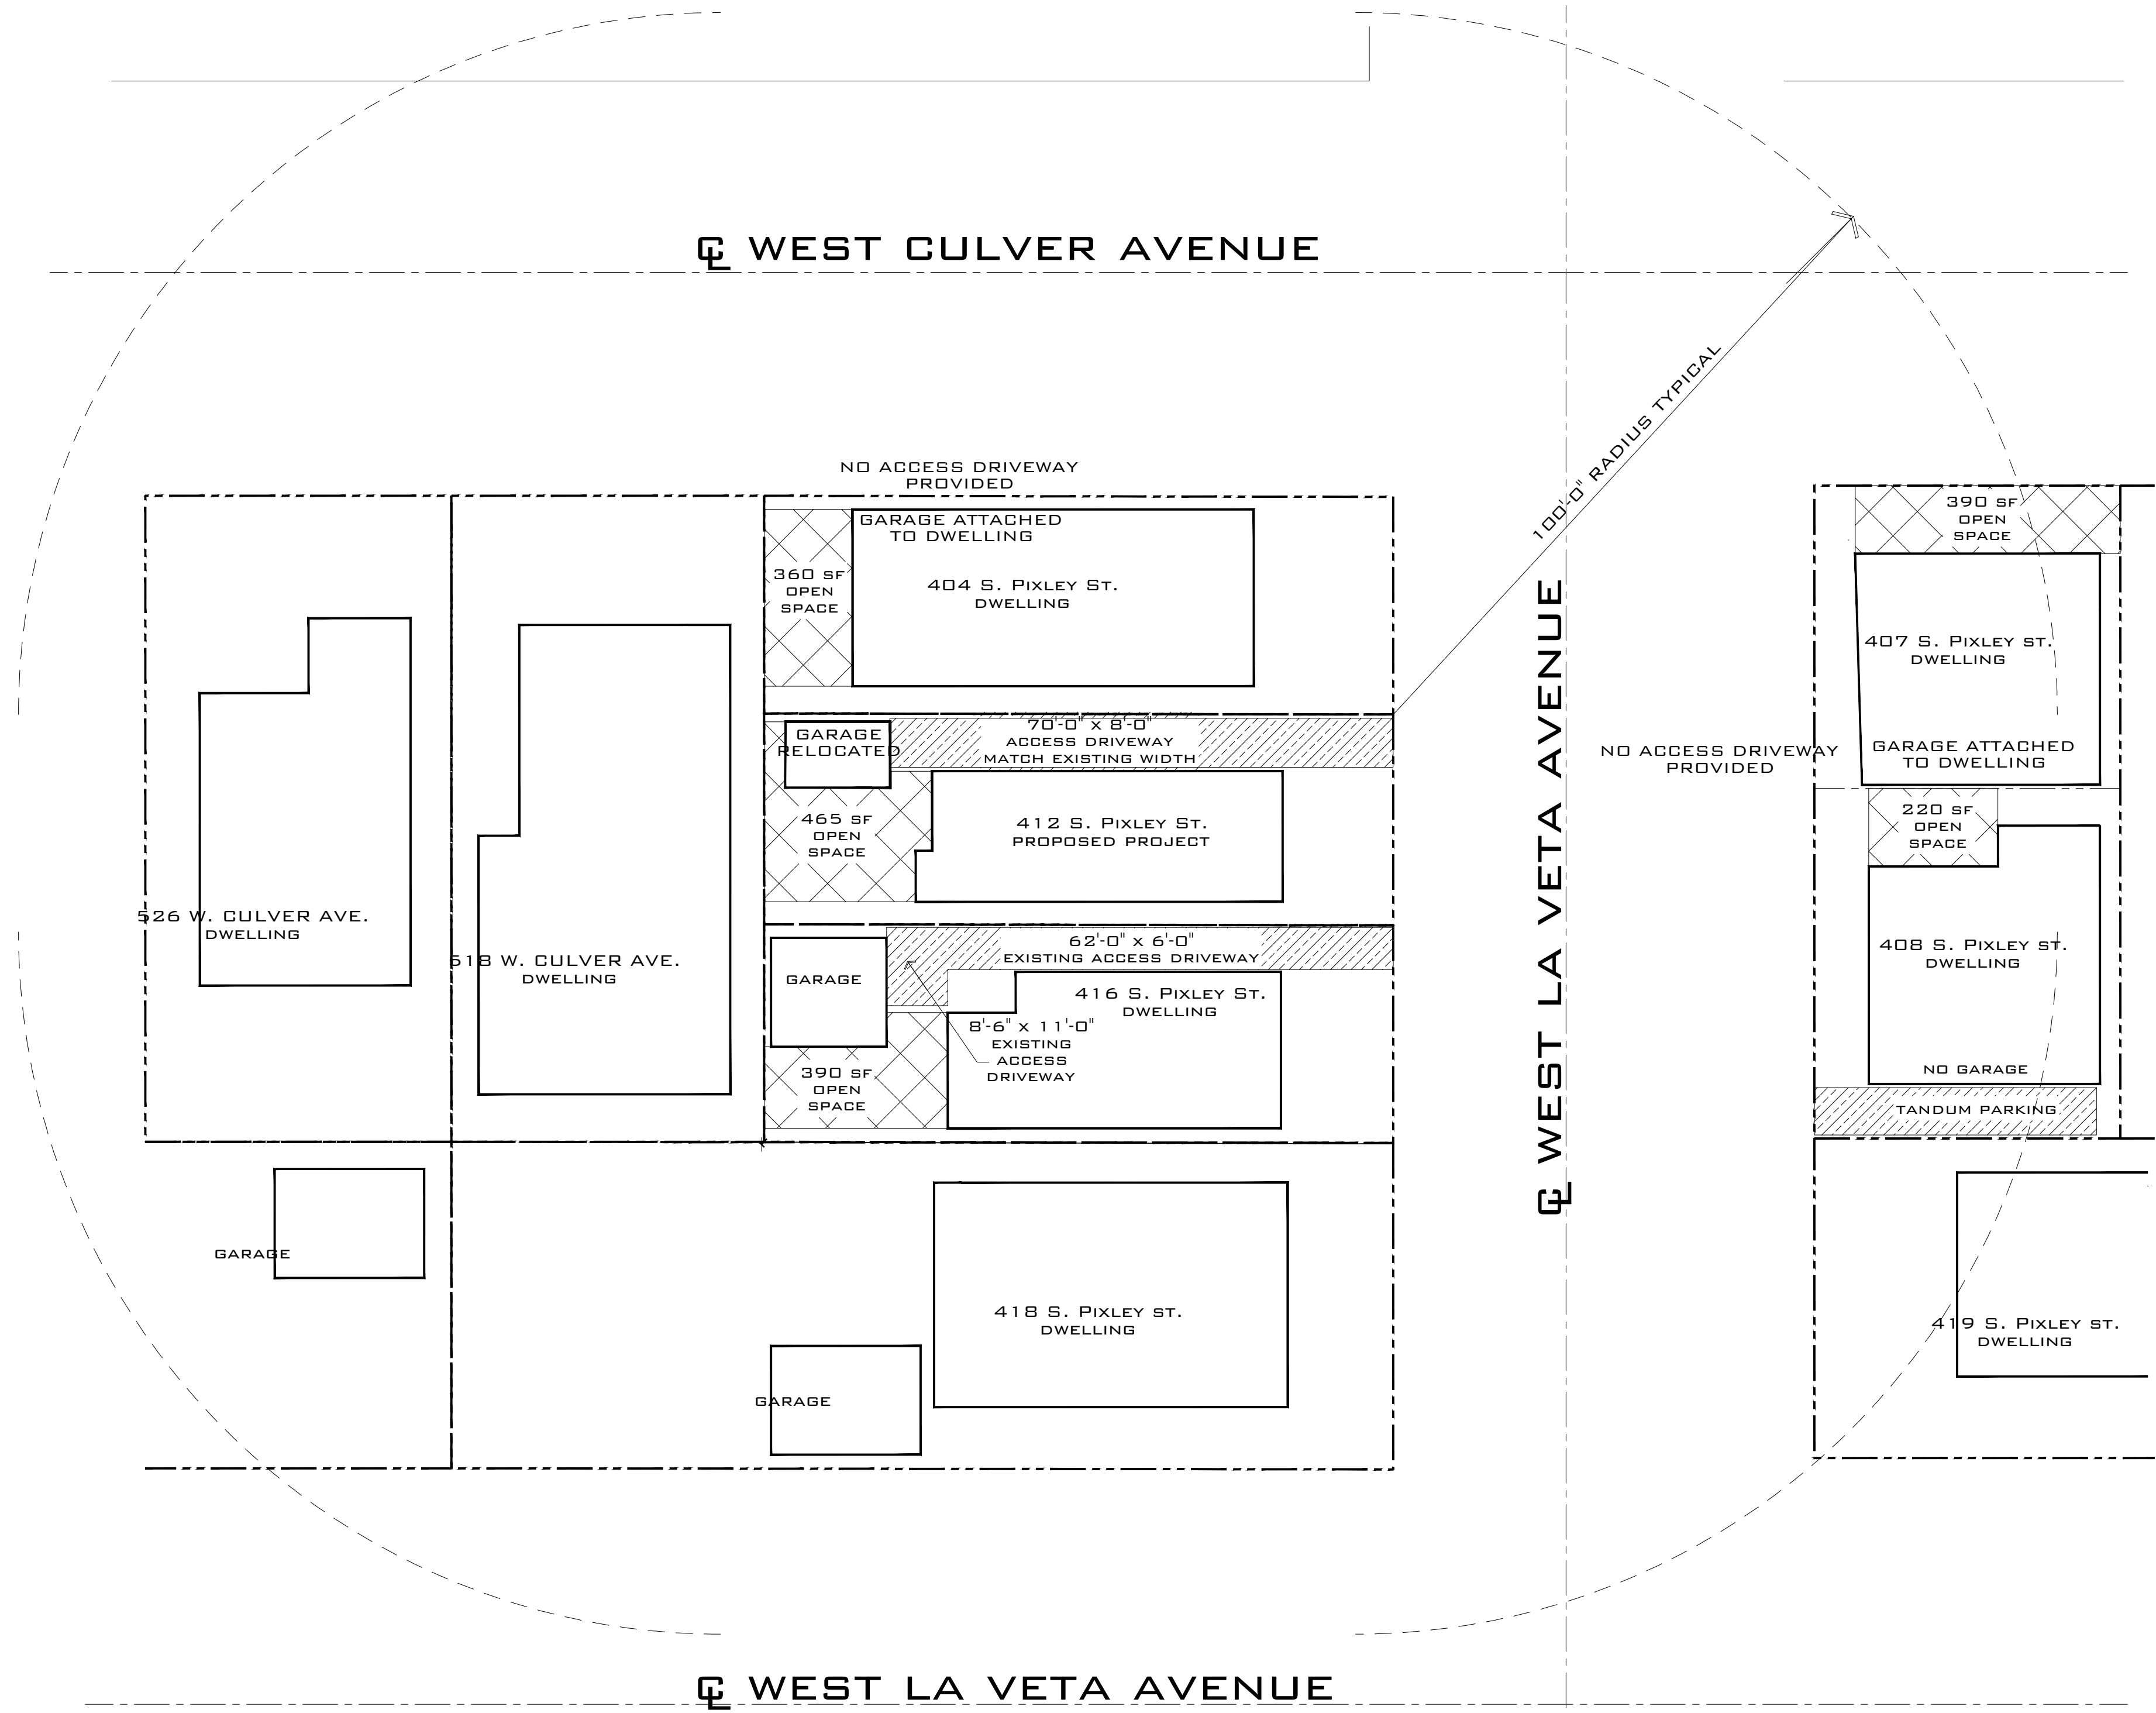 ℄ WEST CULVER AVENUE
100'-0" RADIUS TYPICAL
NO ACCESS DRIVEWAY
PROVIDED
GARAGE ATTACHED
TO DWELLING
360 SF
OPEN
SPACE
404 S. PIXLEY ST.
DWELLING
GARAGE
RELOCATED
70'-0" X 8'-0"
ACCESS DRIVEWAY
MATCH EXISTING WIDTH
465 SF
OPEN
SPACE
412 S. PIXLEY ST.
PROPOSED PROJECT
526 W. CULVER AVE.
DWELLING
518 W. CULVER AVE.
DWELLING
62'-0" X 6'-0"
EXISTING ACCESS DRIVEWAY
GARAGE
416 S. PIXLEY ST.
DWELLING
8'-6" X 11'-0"
EXISTING
ACCESS
DRIVEWAY
390 SF
OPEN
SPACE
GARAGE
418 S. PIXLEY ST.
DWELLING
GARAGE
℄ WEST LA VETA AVENUE
NO ACCESS DRIVEWAY
PROVIDED
390 SF
OPEN
SPACE
407 S. PIXLEY ST.
DWELLING
GARAGE ATTACHED
TO DWELLING
220 SF
OPEN
SPACE
408 S. PIXLEY ST.
DWELLING
NO GARAGE
TANDUM PARKING
419 S. PIXLEY ST.
DWELLING
℄ WEST LA VETA AVENUE